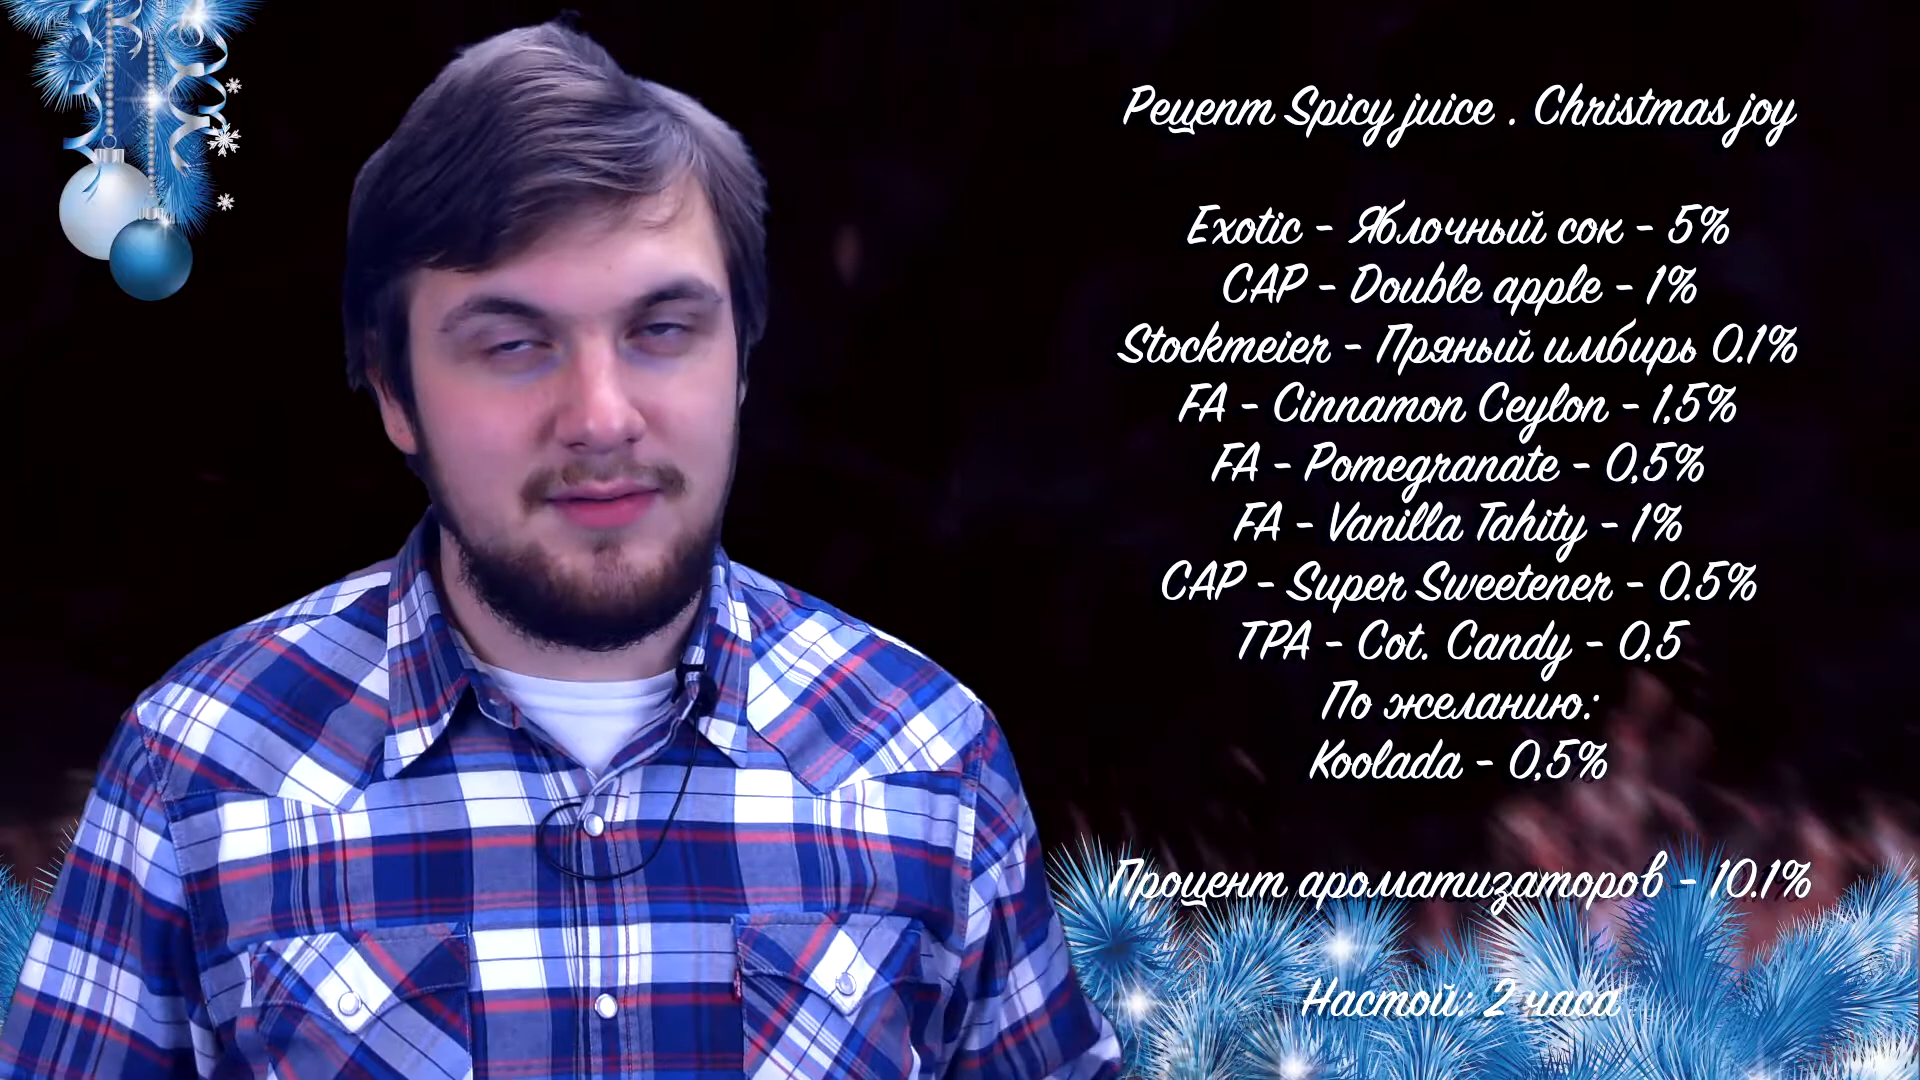 Рецепт Spicy juice . Christmas joy
Exotic - Яблочный сок - 5%
CAP - Double apple - 1%
Stockmeier - Пряный имбирь 0.1%
FA - Cinnamon Ceylon - 1,5%
FA - Pomegranate - 0,5%
FA - Vanilla Tahity - 1%
CAP - Super Sweetener - 0.5%
TPA - Cot. Candy - 0,5
По желанию:
Koolada - 0,5%
Процент ароматизаторов - 10.1%
Настой: 2 часа